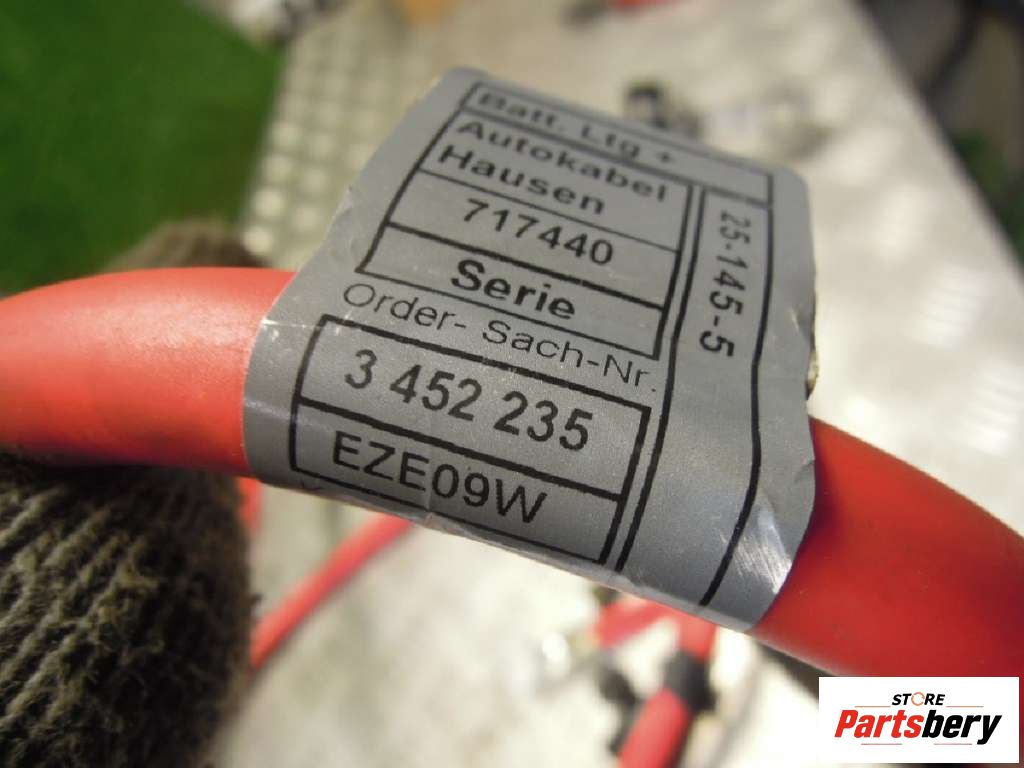 Batt. Ltg +
Autokabel
Hausen
717440
Serie
Order- Sach-Nr.
3 452 235
EZE09W
25-145-5
STORE
Partsbery